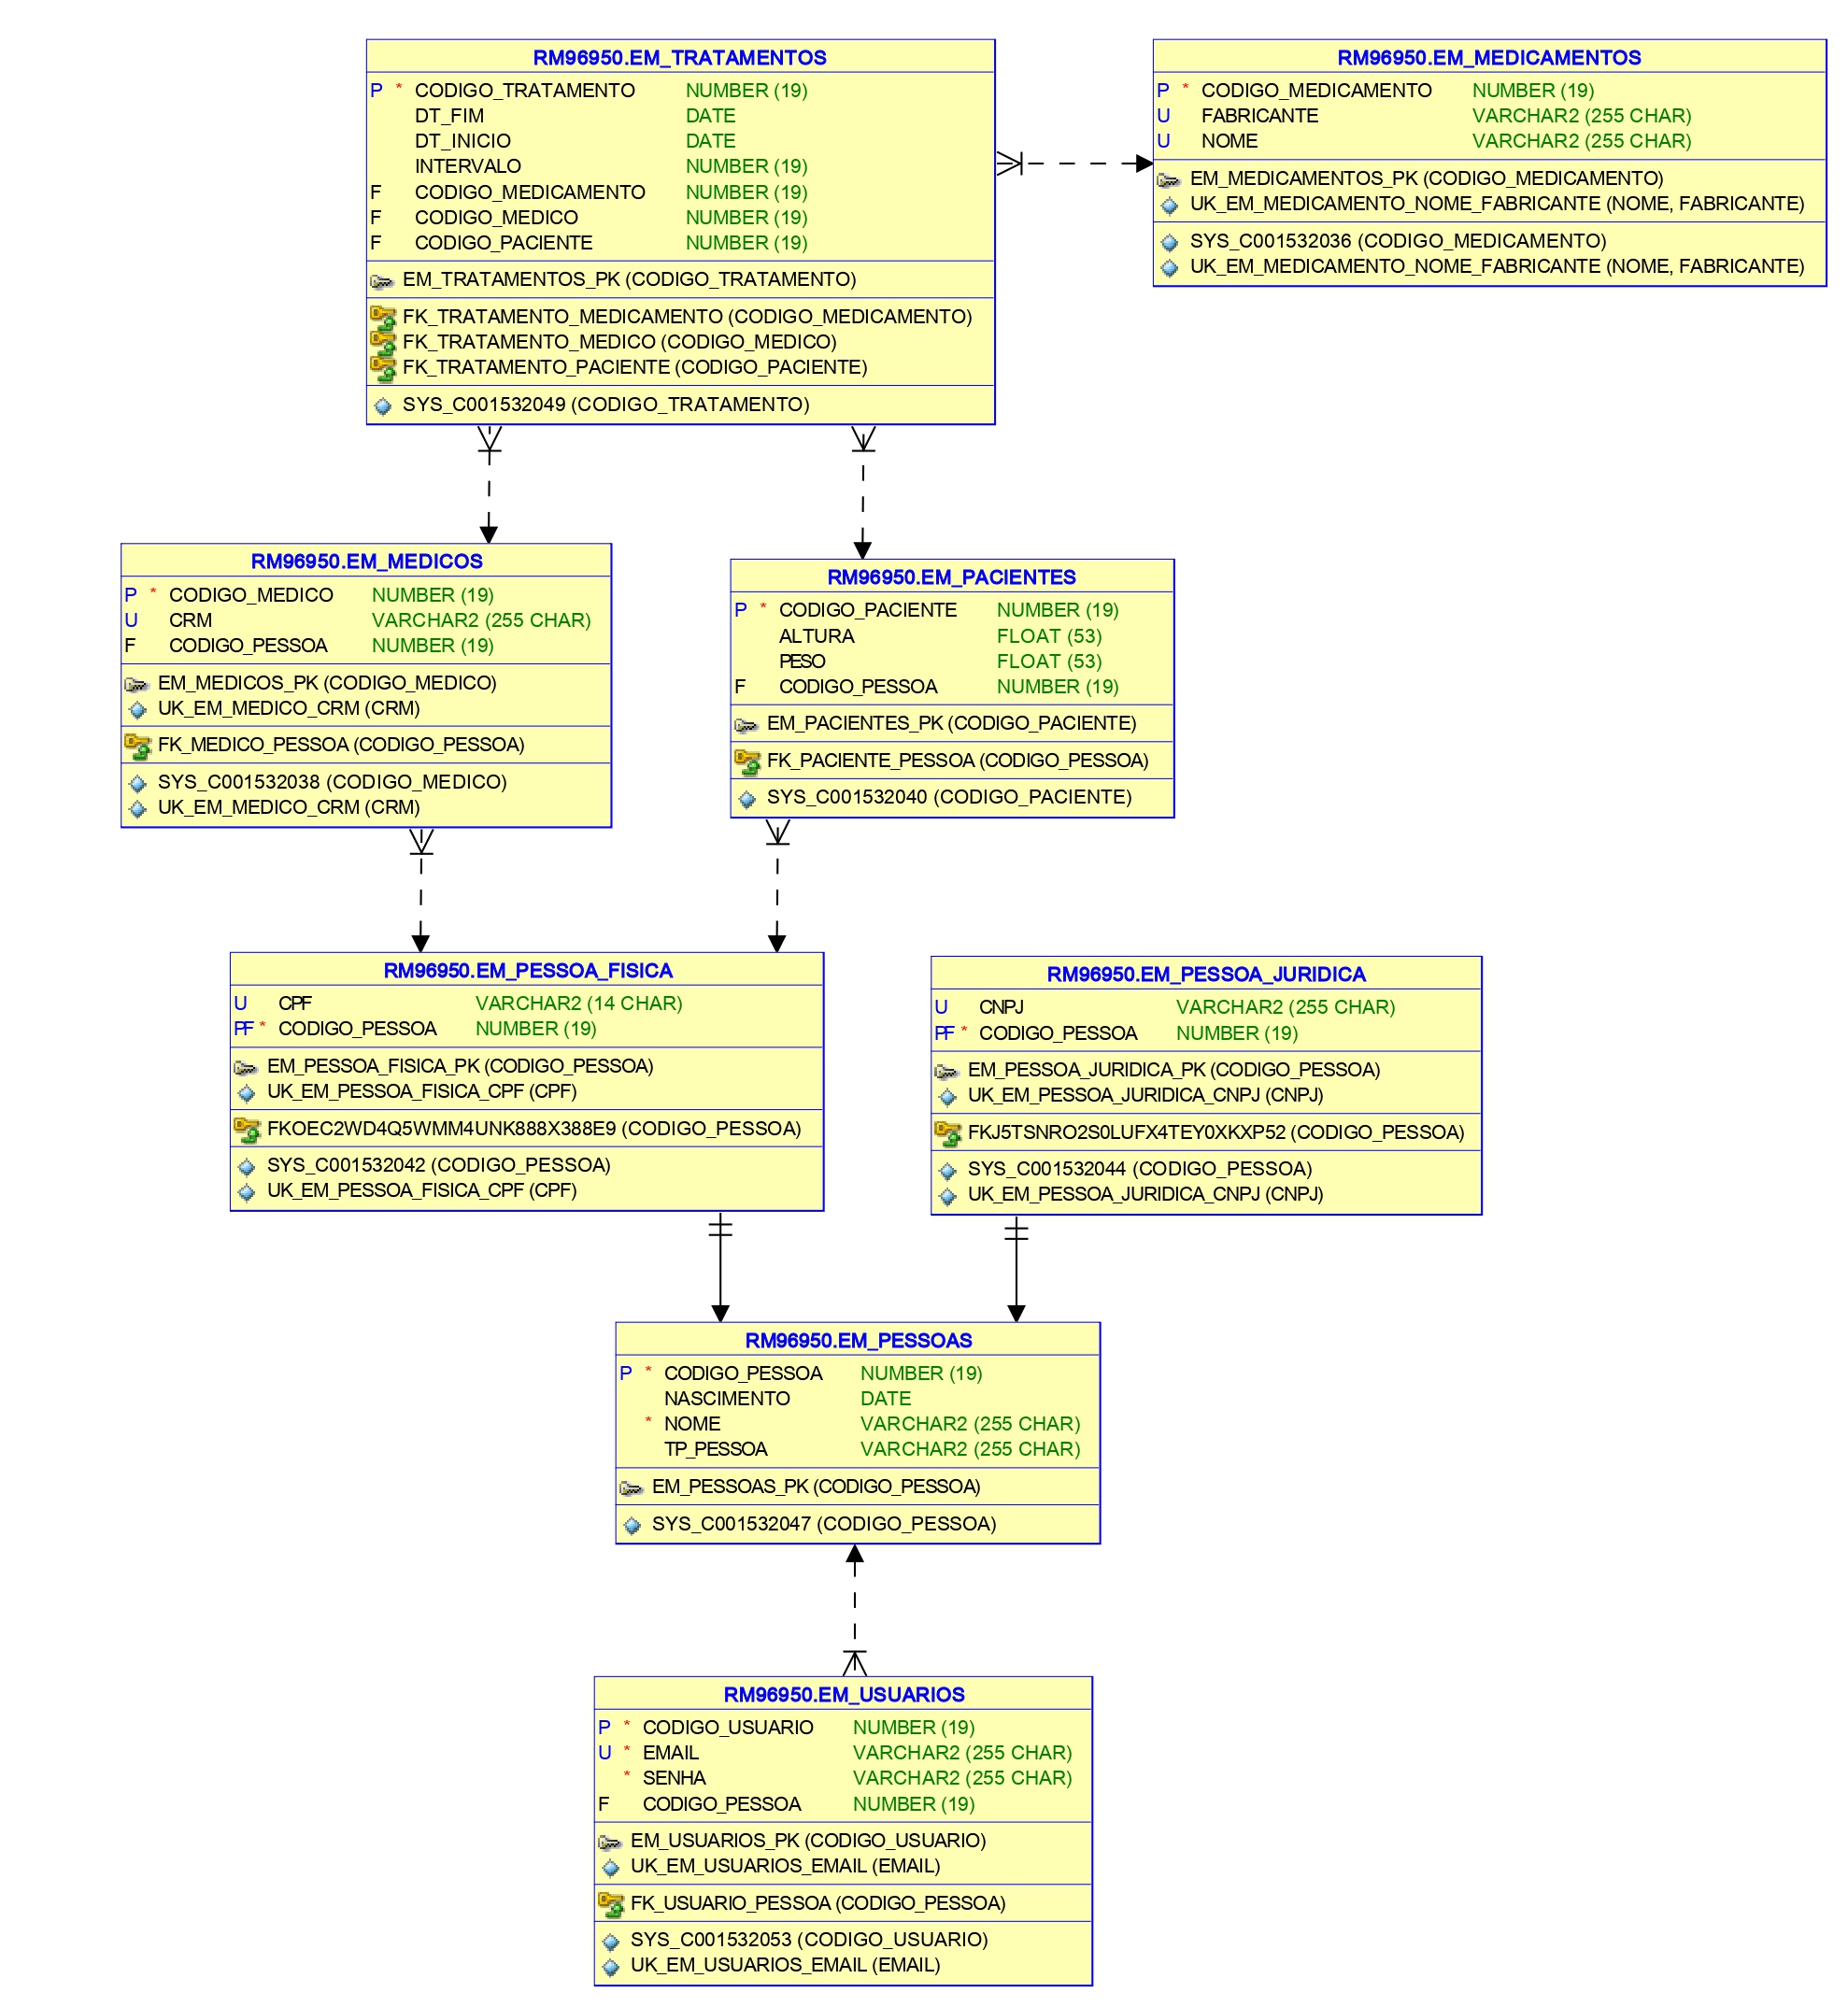 RM96950.EM_TRATAMENTOS
P * CODIGO_TRATAMENTO NUMBER (19)
DT_FIM DATE
DT_INICIO DATE
INTERVALO NUMBER (19)
F CODIGO_MEDICAMENTO NUMBER (19)
F CODIGO_MEDICO NUMBER (19)
F CODIGO_PACIENTE NUMBER (19)
EM_TRATAMENTOS_PK (CODIGO_TRATAMENTO)
FK_TRATAMENTO_MEDICAMENTO (CODIGO_MEDICAMENTO)
FK_TRATAMENTO_MEDICO (CODIGO_MEDICO)
FK_TRATAMENTO_PACIENTE (CODIGO_PACIENTE)
SYS_C001532049 (CODIGO_TRATAMENTO)
RM96950.EM_MEDICAMENTOS
P * CODIGO_MEDICAMENTO NUMBER (19)
U FABRICANTE VARCHAR2 (255 CHAR)
U NOME VARCHAR2 (255 CHAR)
EM_MEDICAMENTOS_PK (CODIGO_MEDICAMENTO)
UK_EM_MEDICAMENTO_NOME_FABRICANTE (NOME, FABRICANTE)
SYS_C001532036 (CODIGO_MEDICAMENTO)
UK_EM_MEDICAMENTO_NOME_FABRICANTE (NOME, FABRICANTE)
RM96950.EM_MEDICOS
P * CODIGO_MEDICO NUMBER (19)
U CRM VARCHAR2 (255 CHAR)
F CODIGO_PESSOA NUMBER (19)
EM_MEDICOS_PK (CODIGO_MEDICO)
UK_EM_MEDICO_CRM (CRM)
FK_MEDICO_PESSOA (CODIGO_PESSOA)
SYS_C001532038 (CODIGO_MEDICO)
UK_EM_MEDICO_CRM (CRM)
RM96950.EM_PACIENTES
P * CODIGO_PACIENTE NUMBER (19)
ALTURA FLOAT (53)
PESO FLOAT (53)
F CODIGO_PESSOA NUMBER (19)
EM_PACIENTES_PK (CODIGO_PACIENTE)
FK_PACIENTE_PESSOA (CODIGO_PESSOA)
SYS_C001532040 (CODIGO_PACIENTE)
RM96950.EM_PESSOA_FISICA
U CPF VARCHAR2 (14 CHAR)
PF * CODIGO_PESSOA NUMBER (19)
EM_PESSOA_FISICA_PK (CODIGO_PESSOA)
UK_EM_PESSOA_FISICA_CPF (CPF)
FKOEC2WD4Q5WMM4UNK888X388E9 (CODIGO_PESSOA)
SYS_C001532042 (CODIGO_PESSOA)
UK_EM_PESSOA_FISICA_CPF (CPF)
RM96950.EM_PESSOA_JURIDICA
U CNPJ VARCHAR2 (255 CHAR)
PF * CODIGO_PESSOA NUMBER (19)
EM_PESSOA_JURIDICA_PK (CODIGO_PESSOA)
UK_EM_PESSOA_JURIDICA_CNPJ (CNPJ)
FKJ5TSNRO2S0LUFX4TEY0XKXP52 (CODIGO_PESSOA)
SYS_C001532044 (CODIGO_PESSOA)
UK_EM_PESSOA_JURIDICA_CNPJ (CNPJ)
RM96950.EM_PESSOAS
P * CODIGO_PESSOA NUMBER (19)
NASCIMENTO DATE
* NOME VARCHAR2 (255 CHAR)
TP_PESSOA VARCHAR2 (255 CHAR)
EM_PESSOAS_PK (CODIGO_PESSOA)
SYS_C001532047 (CODIGO_PESSOA)
RM96950.EM_USUARIOS
P * CODIGO_USUARIO NUMBER (19)
U * EMAIL VARCHAR2 (255 CHAR)
* SENHA VARCHAR2 (255 CHAR)
F CODIGO_PESSOA NUMBER (19)
EM_USUARIOS_PK (CODIGO_USUARIO)
UK_EM_USUARIOS_EMAIL (EMAIL)
FK_USUARIO_PESSOA (CODIGO_PESSOA)
SYS_C001532053 (CODIGO_USUARIO)
UK_EM_USUARIOS_EMAIL (EMAIL)